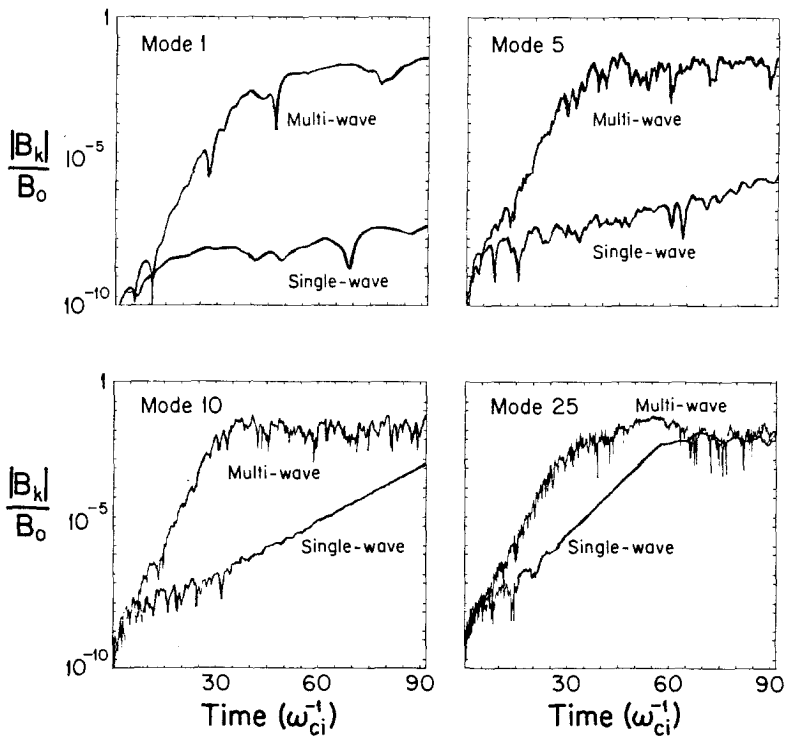 1
Mode 1
Multi-wave
|B_k|
B_o
10^-5
Single-wave
10^-10
Mode 5
Multi-wave
Single-wave
1
Mode 10
Multi-wave
|B_k|
B_o
10^-5
Single-wave
10^-10
30 60 90
Time (ω_ci^-1)
Mode 25
Multi-wave
Single-wave
30 60 90
Time (ω_ci^-1)